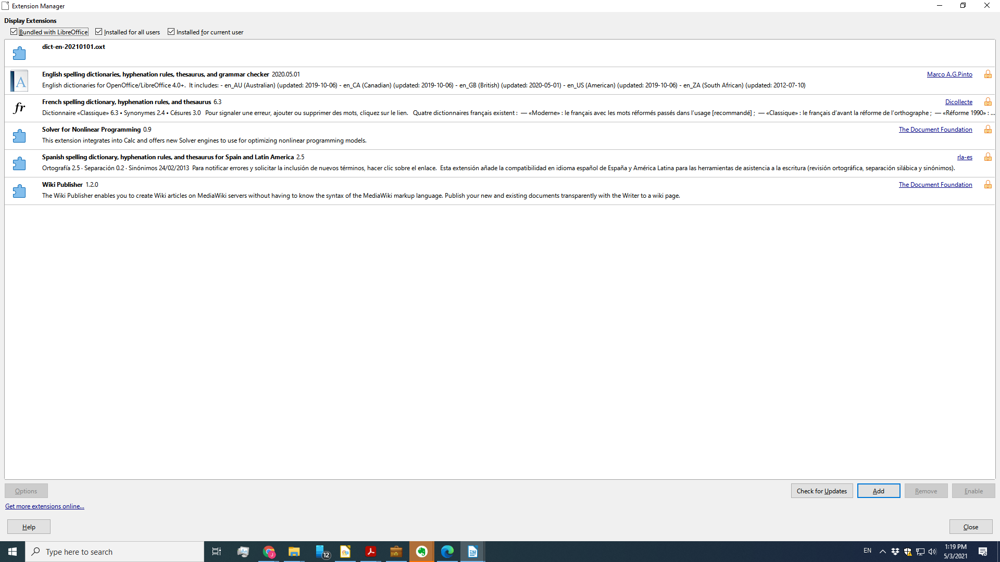 Extension Manager
Display Extensions
Bundled with LibreOffice Installed for all users Installed for current user
dict-en-20210101.oxt
English spelling dictionaries, hyphenation rules, thesaurus, and grammar checker 2020.05.01 Marco A.G.Pinto
English dictionaries for OpenOffice/LibreOffice 4.0+. It includes: - en_AU (Australian) (updated: 2019-10-06) - en_CA (Canadian) (updated: 2019-10-06) - en_GB (British) (updated: 2020-05-01) - en_US (American) (updated: 2019-10-06) - en_ZA (South African) (updated: 2012-07-10)
fr
French spelling dictionary, hyphenation rules, and thesaurus 6.3 Dicollecte
Dictionnaire «Classique» 6.3 • Synonymes 2.4 • Césures 3.0 Pour signaler une erreur, ajouter ou supprimer des mots, cliquez sur le lien. Quatre dictionnaires français existent : — «Moderne» : le français avec les mots réformés passés dans l'usage [recommandé] ; — «Classique» : le français d'avant la réforme de l'orthographe ; — «Réforme 1990» : ...
Solver for Nonlinear Programming 0.9 The Document Foundation
This extension integrates into Calc and offers new Solver engines to use for optimizing nonlinear programming models.
Spanish spelling dictionary, hyphenation rules, and thesaurus for Spain and Latin America 2.5 rla-es
Ortografía 2.5 · Separación 0.2 · Sinónimos 24/02/2013 Para notificar errores y solicitar la inclusión de nuevos términos, hacer clic sobre el enlace. Esta extensión añade la compatibilidad en idioma español de España y América Latina para las herramientas de asistencia a la escritura (revisión ortográfica, separación silábica y sinónimos).
Wiki Publisher 1.2.0 The Document Foundation
The Wiki Publisher enables you to create Wiki articles on MediaWiki servers without having to know the syntax of the MediaWiki markup language. Publish your new and existing documents transparently with the Writer to a wiki page.
Options Check for Updates Add Remove Enable
Get more extensions online...
Help Close
Type here to search J 12 EN 1:19 PM
5/3/2021